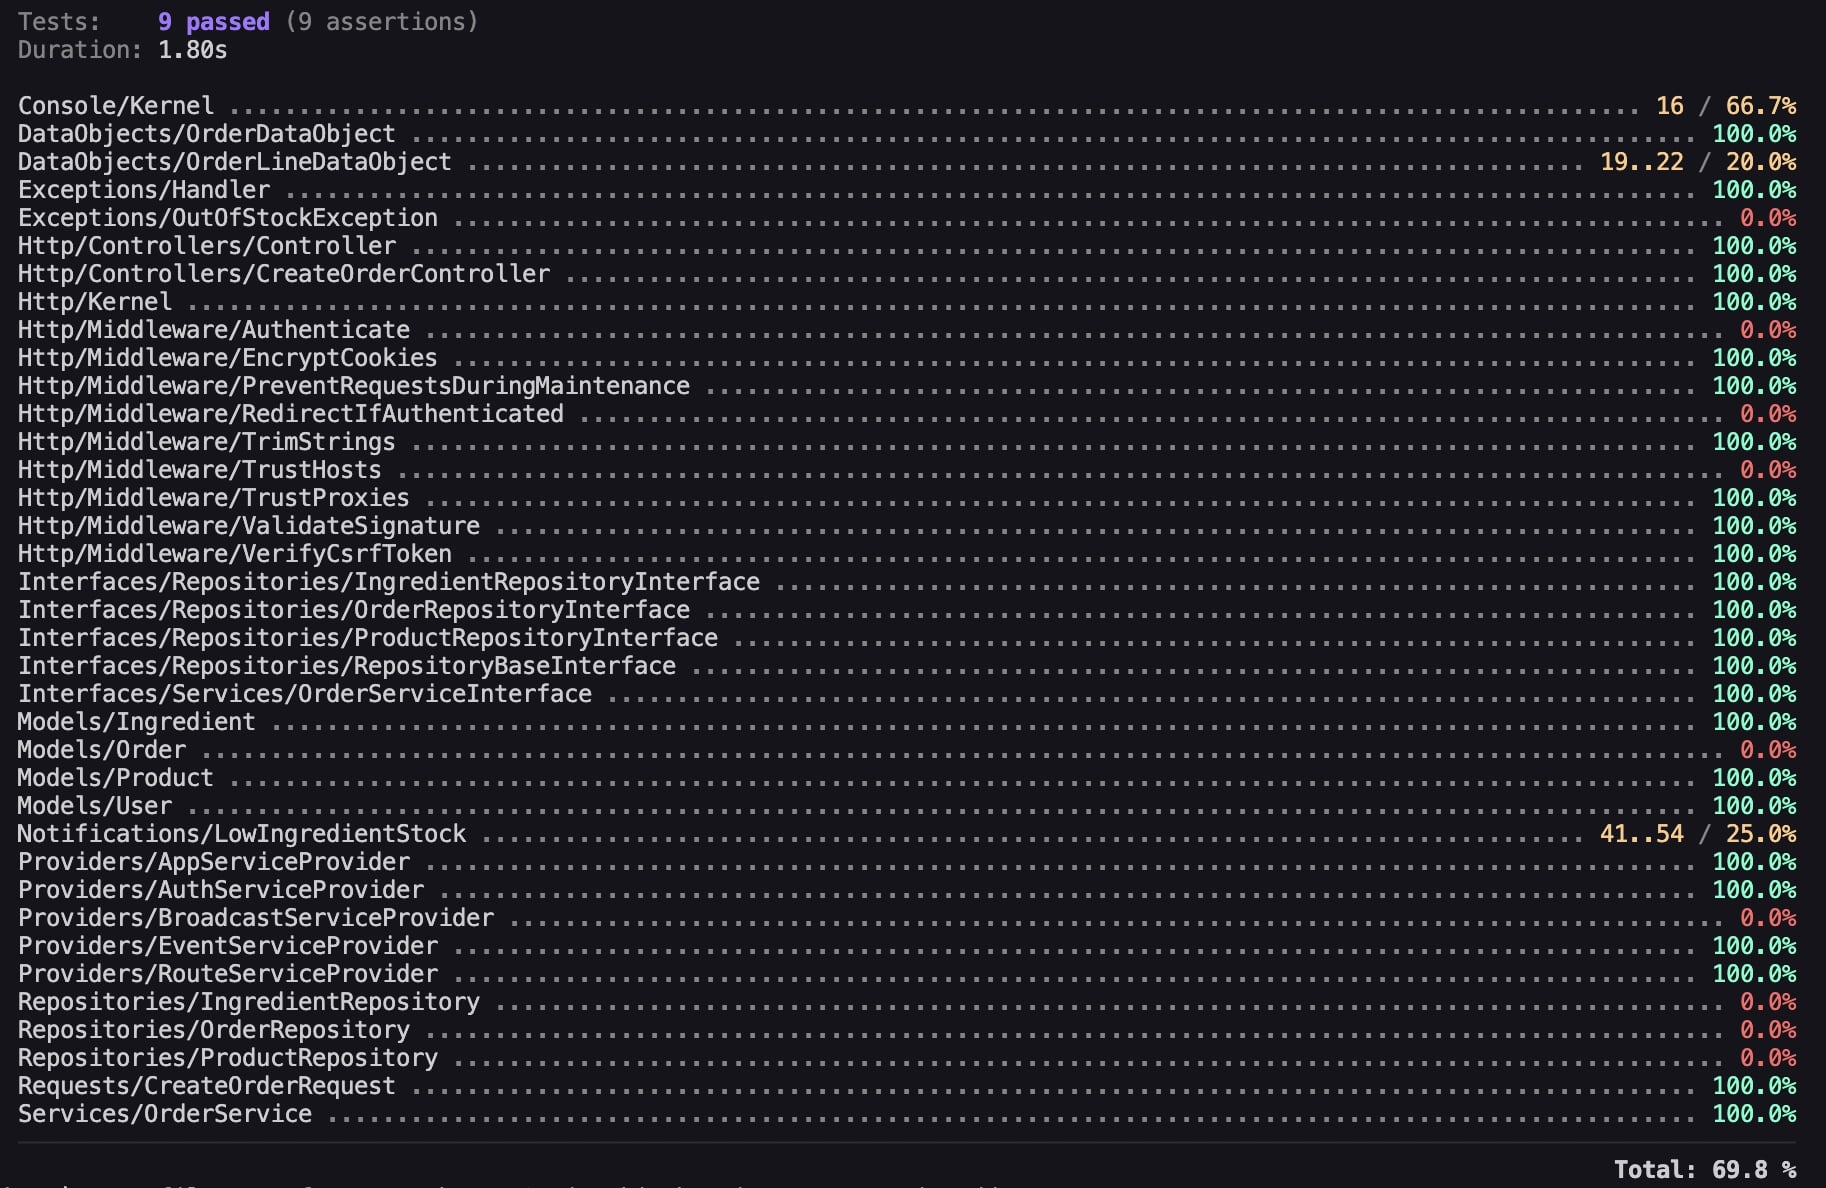 Tests: 9 passed (9 assertions)
Duration: 1.80s
Console/Kernel ........ 16 / 66.7%
DataObjects/OrderDataObject ........ 100.0%
DataObjects/OrderLineDataObject ........ 19..22 / 20.0%
Exceptions/Handler ........ 100.0%
Exceptions/OutOfStockException ........ 0.0%
Http/Controllers/Controller ........ 100.0%
Http/Controllers/CreateOrderController ........ 100.0%
Http/Kernel ........ 100.0%
Http/Middleware/Authenticate ........ 0.0%
Http/Middleware/EncryptCookies ........ 100.0%
Http/Middleware/PreventRequestsDuringMaintenance ........ 100.0%
Http/Middleware/RedirectIfAuthenticated ........ 0.0%
Http/Middleware/TrimStrings ........ 100.0%
Http/Middleware/TrustHosts ........ 0.0%
Http/Middleware/TrustProxies ........ 100.0%
Http/Middleware/ValidateSignature ........ 100.0%
Http/Middleware/VerifyCsrfToken ........ 100.0%
Interfaces/Repositories/IngredientRepositoryInterface ........ 100.0%
Interfaces/Repositories/OrderRepositoryInterface ........ 100.0%
Interfaces/Repositories/ProductRepositoryInterface ........ 100.0%
Interfaces/Repositories/RepositoryBaseInterface ........ 100.0%
Interfaces/Services/OrderServiceInterface ........ 100.0%
Models/Ingredient ........ 100.0%
Models/Order ........ 0.0%
Models/Product ........ 100.0%
Models/User ........ 100.0%
Notifications/LowIngredientStock ........ 41..54 / 25.0%
Providers/AppServiceProvider ........ 100.0%
Providers/AuthServiceProvider ........ 100.0%
Providers/BroadcastServiceProvider ........ 0.0%
Providers/EventServiceProvider ........ 100.0%
Providers/RouteServiceProvider ........ 100.0%
Repositories/IngredientRepository ........ 0.0%
Repositories/OrderRepository ........ 0.0%
Repositories/ProductRepository ........ 0.0%
Requests/CreateOrderRequest ........ 100.0%
Services/OrderService ........ 100.0%
Total: 69.8 %